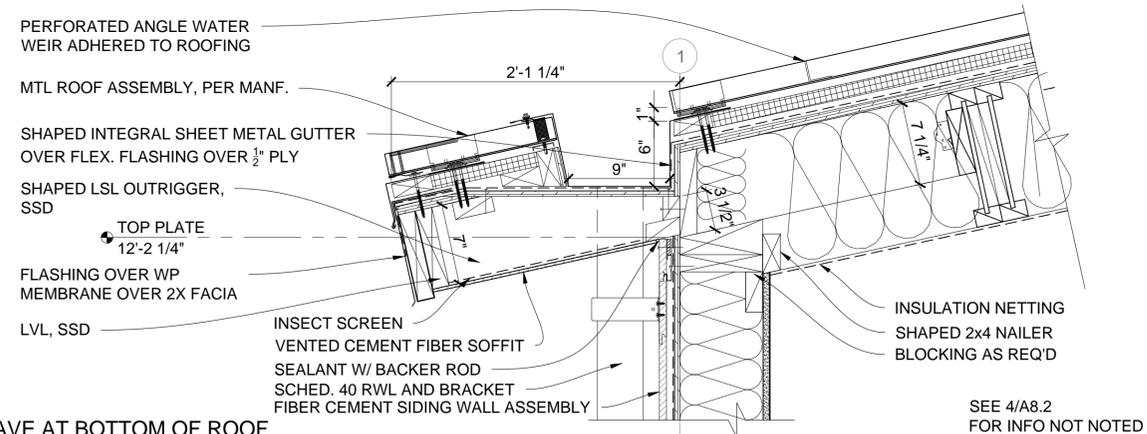 PERFORATED ANGLE WATER
WEIR ADHERED TO ROOFING
MTL ROOF ASSEMBLY, PER MANF.
SHAPED INTEGRAL SHEET METAL GUTTER
OVER FLEX. FLASHING OVER 1/2" PLY
SHAPED LSL OUTRIGGER,
SSD
TOP PLATE
12'-2 1/4"
FLASHING OVER WP
MEMBRANE OVER 2X FACIA
LVL, SSD
2'-1 1/4"
1
1"
6"
9"
3 1/2"
7 1/4"
7"
INSECT SCREEN
VENTED CEMENT FIBER SOFFIT
SEALANT W/ BACKER ROD
SCHED. 40 RWL AND BRACKET
FIBER CEMENT SIDING WALL ASSEMBLY
INSULATION NETTING
SHAPED 2x4 NAILER
BLOCKING AS REQ'D
SEE 4/A8.2
FOR INFO NOT NOTED
AVE AT BOTTOM OF ROOF